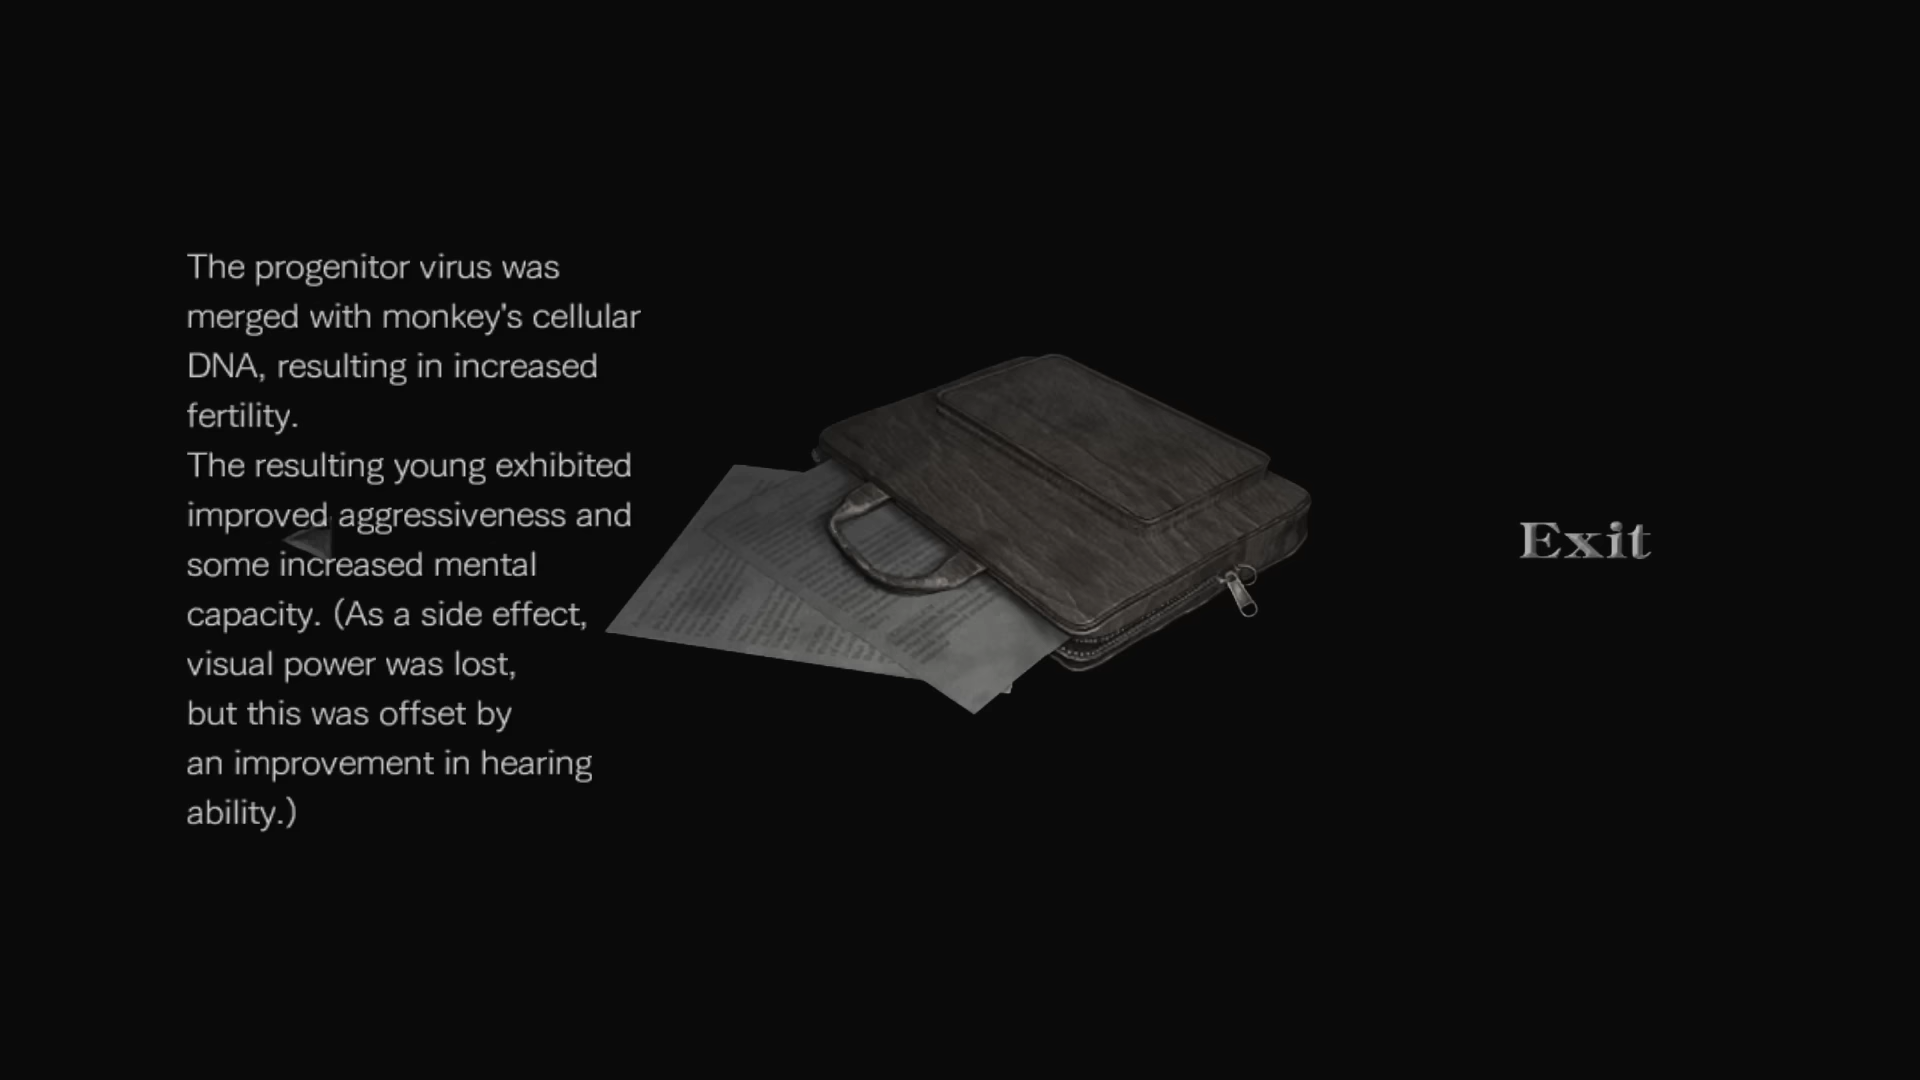 The progenitor virus was
merged with monkey's cellular
DNA, resulting in increased
fertility.
The resulting young exhibited
improved aggressiveness and
some increased mental
capacity. (As a side effect,
visual power was lost,
but this was offset by
an improvement in hearing
ability.)
Exit